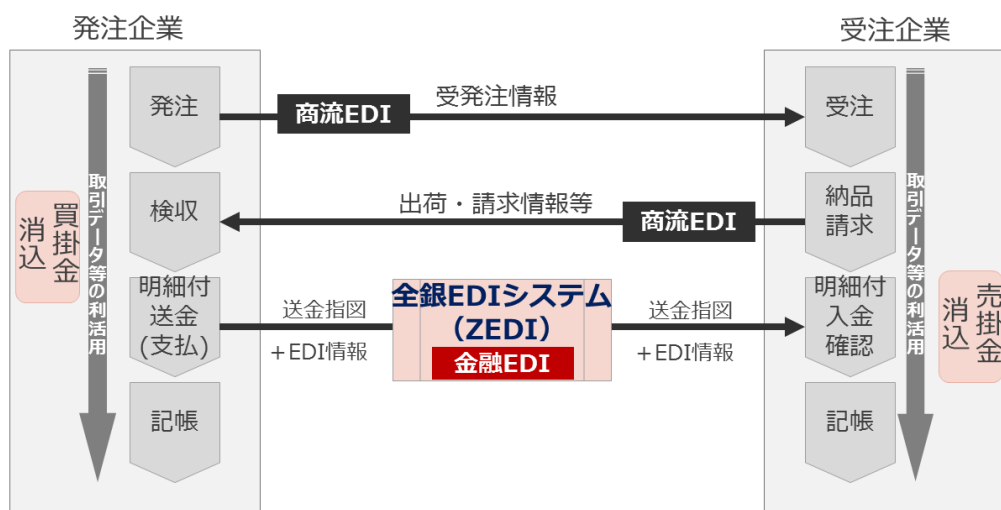 発注企業
受注企業
発注
商流EDI
受発注情報
受注
検収
出荷・請求情報等
商流EDI
納品
請求
買掛金
消込
取引データ等の利活用
明細付
送金
(支払)
送金指図
＋EDI情報
全銀EDIシステム
（ZEDI）
金融EDI
送金指図
＋EDI情報
明細付
入金
確認
取引データ等の利活用
売掛金
消込
記帳
記帳